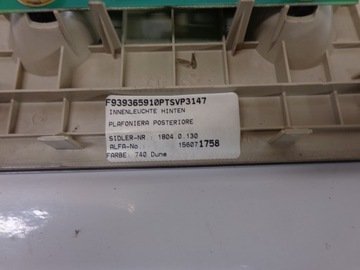 F939365910PTSVP3147
INNENLEUCHTE HINTEN
PLAFONIERA POSTERIORE
SIDLER-NR : 1804.0.130
ALFA-No.: 156071758
FARBE: 740 Dune